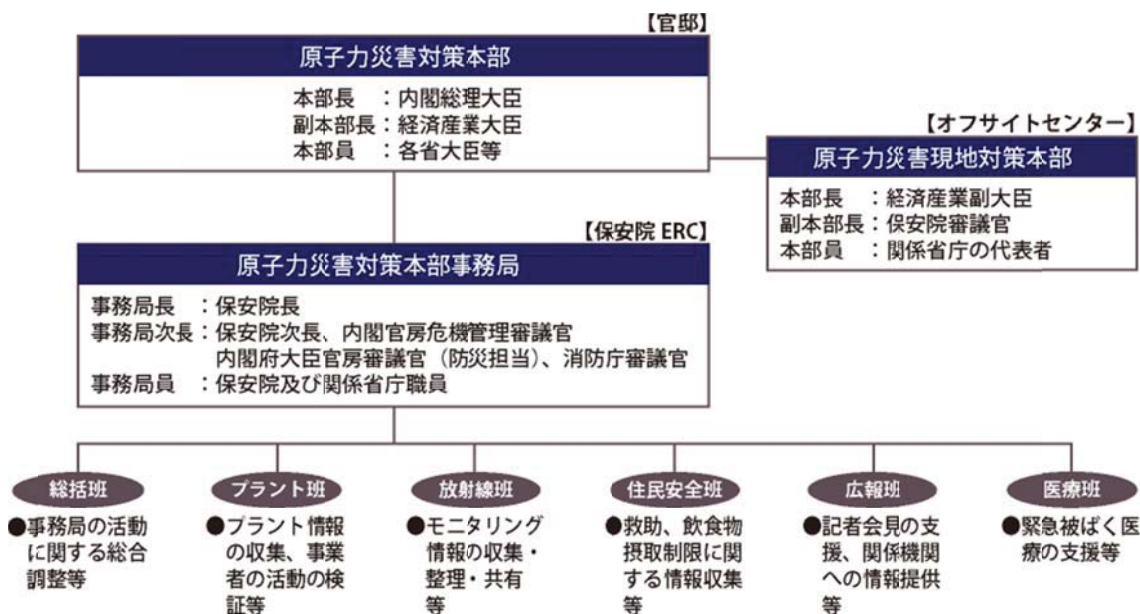 【官邸】
原子力災害対策本部
本部長　：内閣総理大臣
副本部長：経済産業大臣
本部員　：各省大臣等
【オフサイトセンター】
原子力災害現地対策本部
本部長　：経済産業副大臣
副本部長：保安院審議官
本部員　：関係省庁の代表者
【保安院 ERC】
原子力災害対策本部事務局
事務局長　：保安院長
事務局次長：保安院次長、内閣官房危機管理審議官
内閣府大臣官房審議官（防災担当）、消防庁審議官
事務局員　：保安院及び関係省庁職員
総括班
●事務局の活動
に関する総合
調整等
プラント班
●プラント情報
の収集、事業
者の活動の検
証等
放射線班
●モニタリング
情報の収集・
整理・共有
等
住民安全班
●救助、飲食物
摂取制限に関
する情報収集
等
広報班
●記者会見の支
援、関係機関
への情報提供
等
医療班
●緊急被ばく医
療の支援等